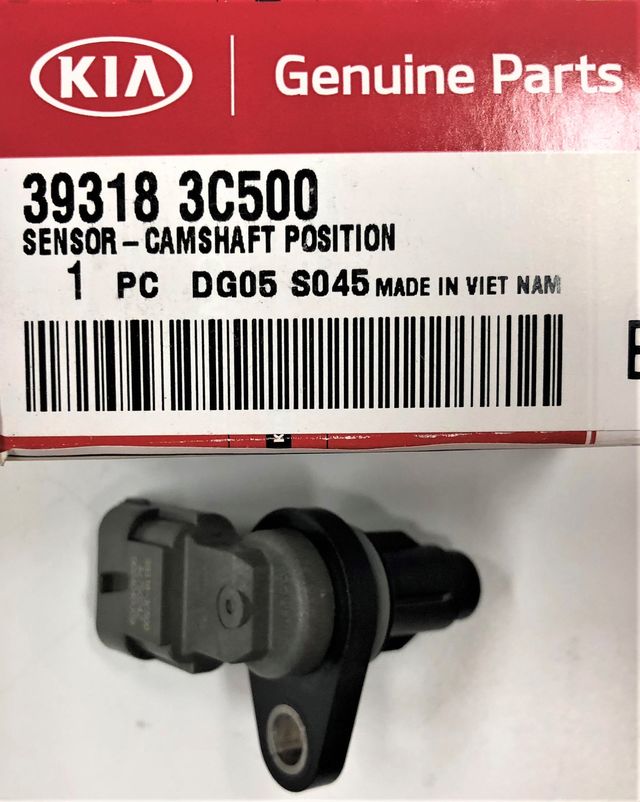 KIA Genuine Parts
39318 3C500
SENSOR-CAMSHAFT POSITION
1 PC DG05 S045 MADE IN VIET NAM